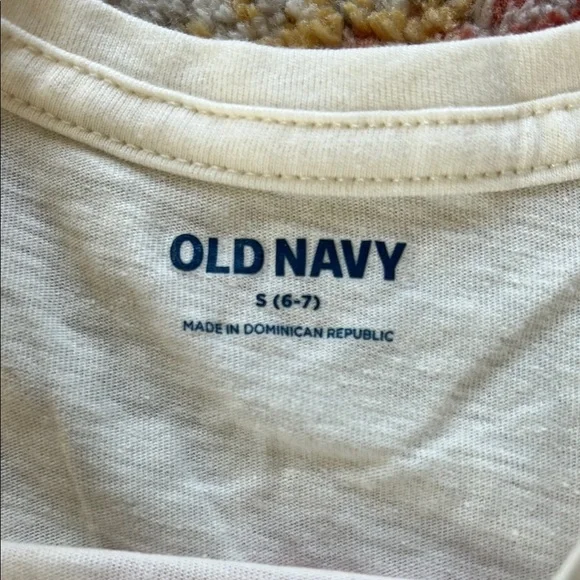 OLD NAVY
S (6-7)
MADE IN DOMINICAN REPUBLIC